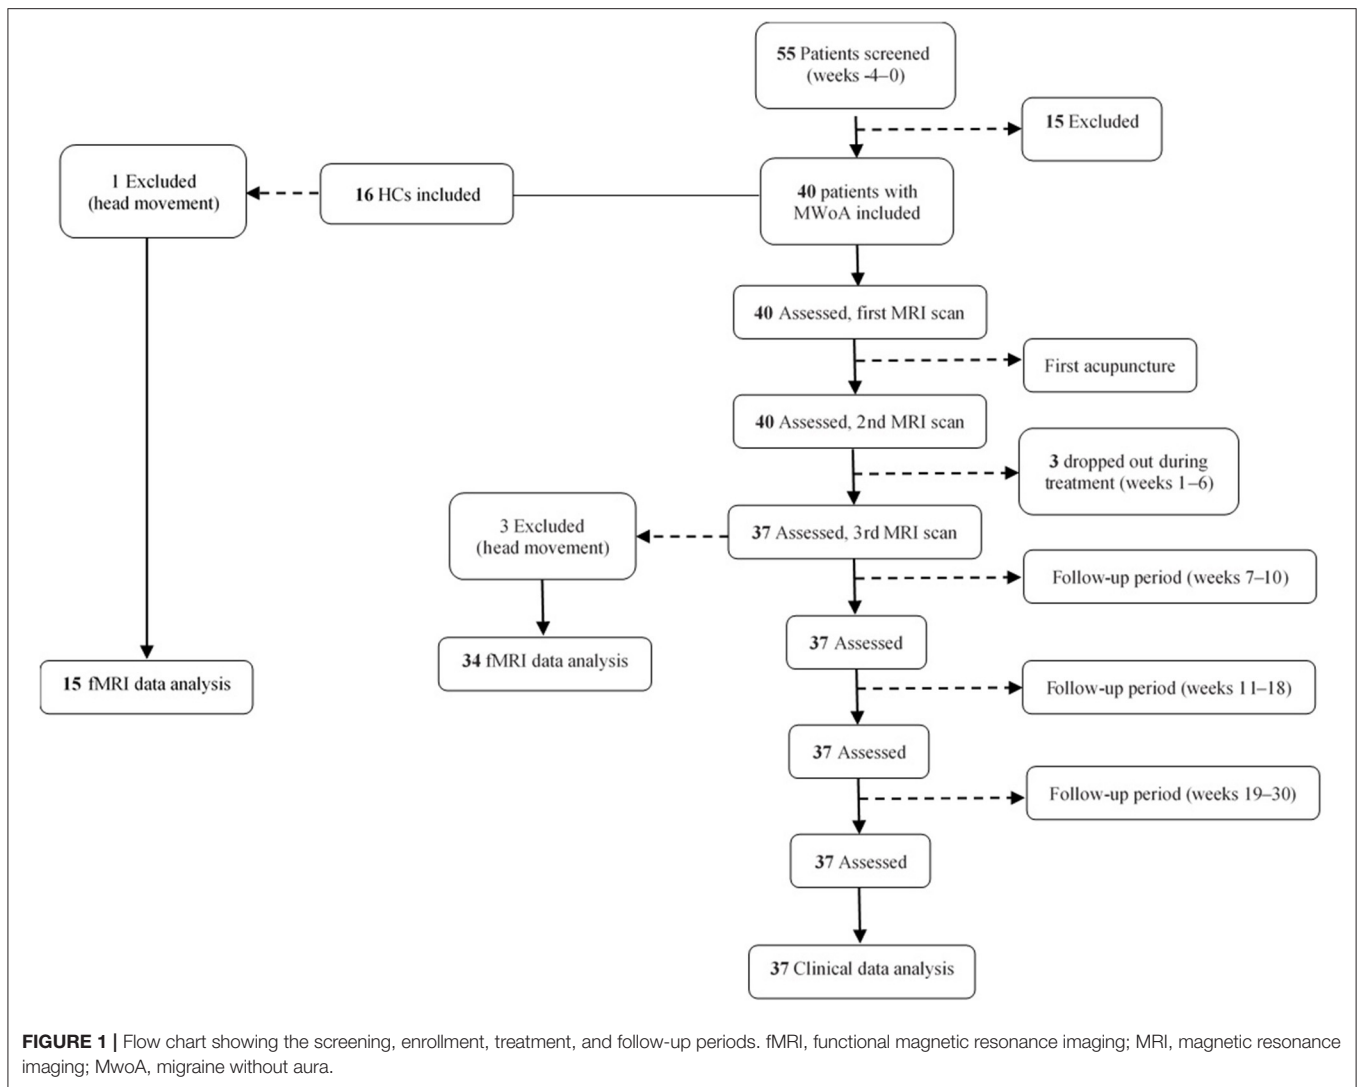 55 Patients screened
(weeks -4–0)
15 Excluded
1 Excluded
(head movement)
16 HCs included
40 patients with
MWoA included
40 Assessed, first MRI scan
First acupuncture
40 Assessed, 2nd MRI scan
3 dropped out during
treatment (weeks 1–6)
3 Excluded
(head movement)
37 Assessed, 3rd MRI scan
Follow-up period (weeks 7–10)
37 Assessed
34 fMRI data analysis
15 fMRI data analysis
Follow-up period (weeks 11–18)
37 Assessed
Follow-up period (weeks 19–30)
37 Assessed
37 Clinical data analysis
FIGURE 1 | Flow chart showing the screening, enrollment, treatment, and follow-up periods. fMRI, functional magnetic resonance imaging; MRI, magnetic resonance
imaging; MwoA, migraine without aura.